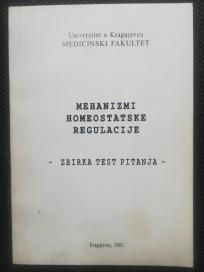 Univerzitet u Kragujevcu
MEDICINSKI FAKULTET
MEHANIZMI
HOMEOSTATSKE
REGULACIJE
- ZBIRKA TEST PITANJA -
Kragujevac, 2002.